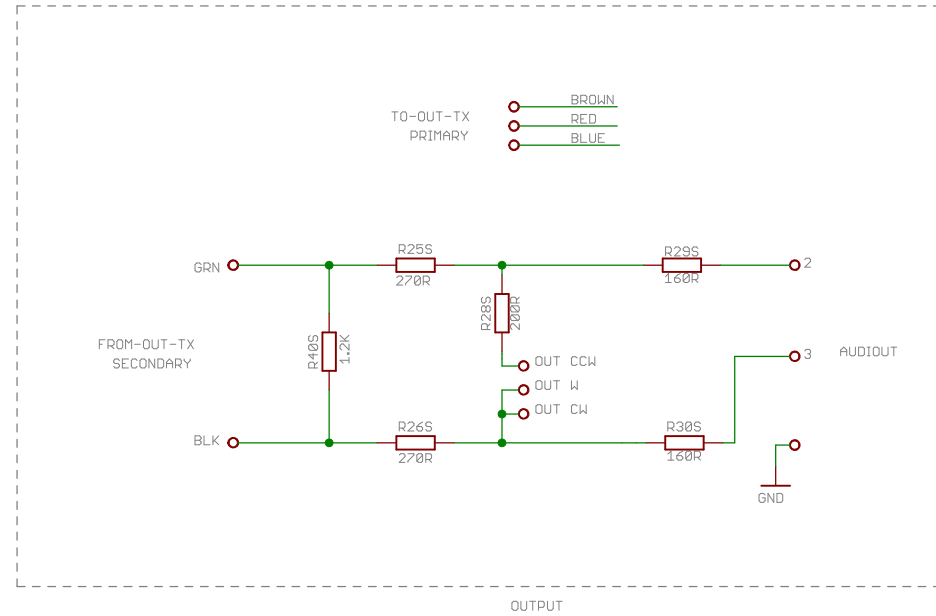 BROWN
TO-OUT-TX
RED
PRIMARY
BLUE
R25S
R29S
GRN
2
270R
160R
R28S
200R
FROM-OUT-TX
SECONDARY
R40S
1.2K
3
AUDIOUT
OUT CCW
OUT W
OUT CW
R26S
R30S
BLK
270R
160R
GND
OUTPUT